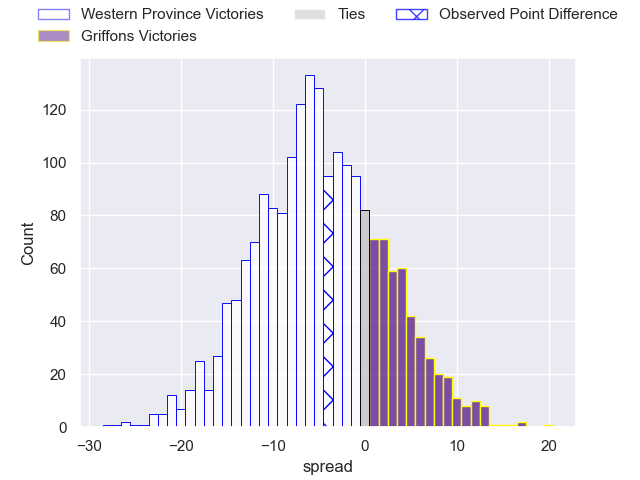 Western Province Victories
Ties
Observed Point Difference
Griffons Victories
120
100
80
60
40
20
0
Count
−30
−20
−10
0
10
20
spread